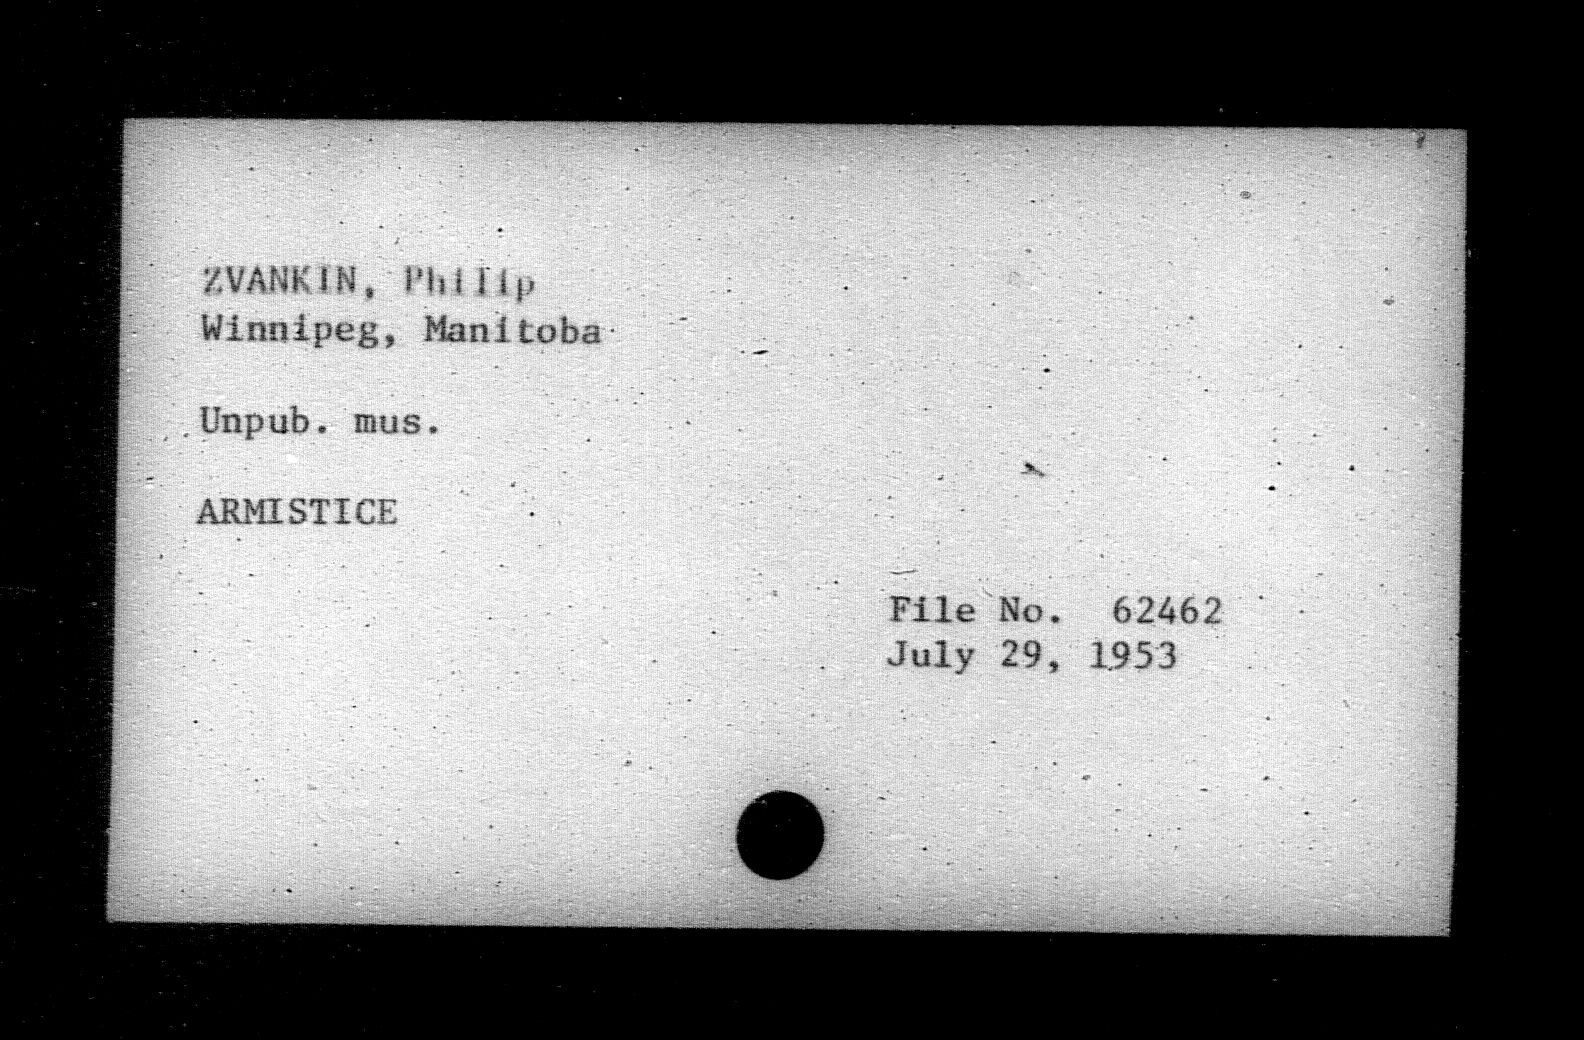 ZVANKIN, Philip
Winnipeg, Manitoba
Unpub. mus.
ARMISTICE
File No. 62462
July 29, 1953